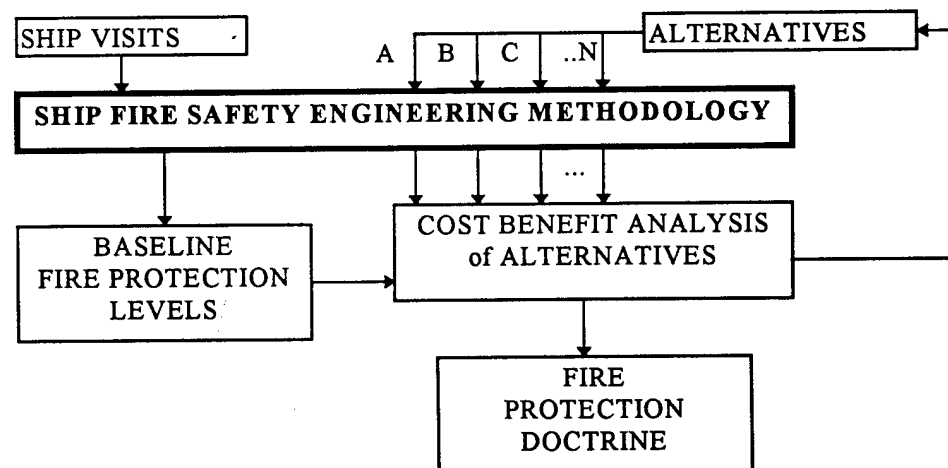 SHIP VISITS
ALTERNATIVES
A B C ..N
SHIP FIRE SAFETY ENGINEERING METHODOLOGY
...
BASELINE
FIRE PROTECTION
LEVELS
COST BENEFIT ANALYSIS
of ALTERNATIVES
FIRE
PROTECTION
DOCTRINE